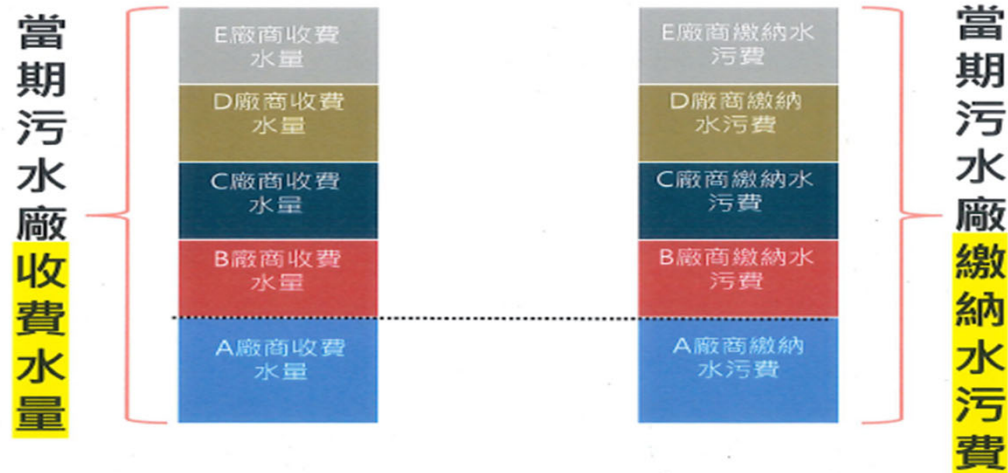 當期污水廠收費水量
E廠商收費
水量
D廠商收費
水量
C廠商收費
水量
B廠商收費
水量
A廠商收費
水量
E廠商繳納水
污費
D廠商繳納
水污費
C廠商繳納水
污費
B廠商繳納水
污費
A廠商繳納
水污費
當期污水廠繳納水污費